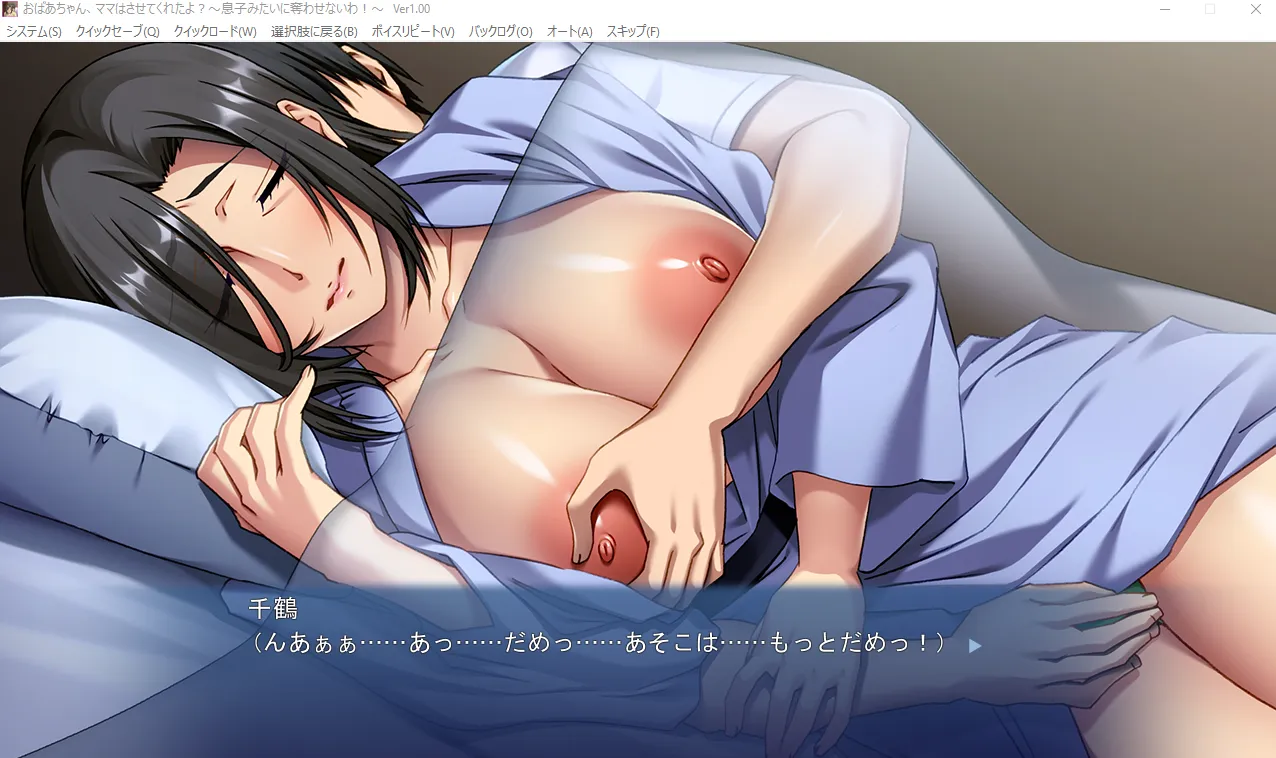 おばあちゃん、ママはさせてくれたよ？～息子みたいに奪わせないわ！～ Ver1.00
システム(S) クイックセーブ(Q) クイックロード(W) 選択肢に戻る(B) ボイスリピート(V) バックログ(O) オート(A) スキップ(F)
千鶴
（んあぁぁ……あっ……だめっ……あそこは……もっとだめっ！）